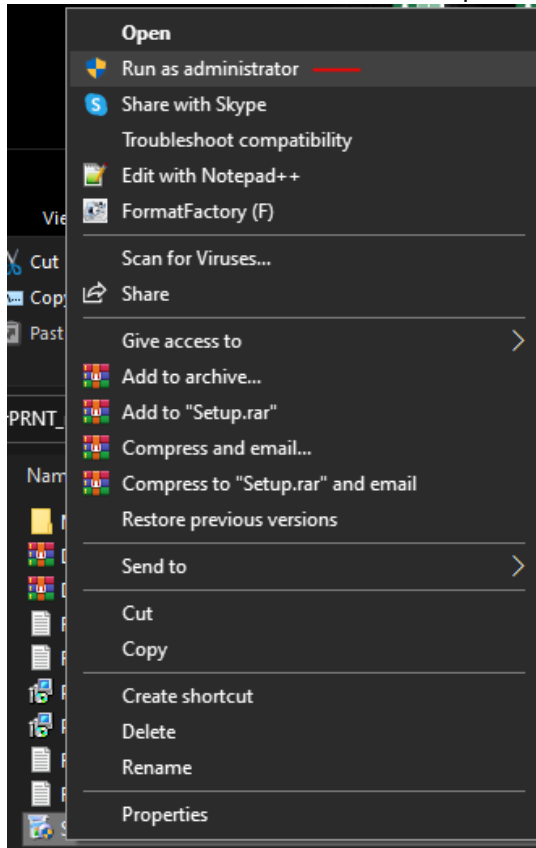 Open
Run as administrator
Share with Skype
Troubleshoot compatibility
Edit with Notepad++
FormatFactory (F)
Vie
Cut
Scan for Viruses...
Copy
Share
Past
Give access to
Add to archive...
PRNT_
Add to "Setup.rar"
Compress and email...
Nam
Compress to "Setup.rar" and email
Restore previous versions
Send to
Cut
Copy
Create shortcut
Delete
Rename
Properties